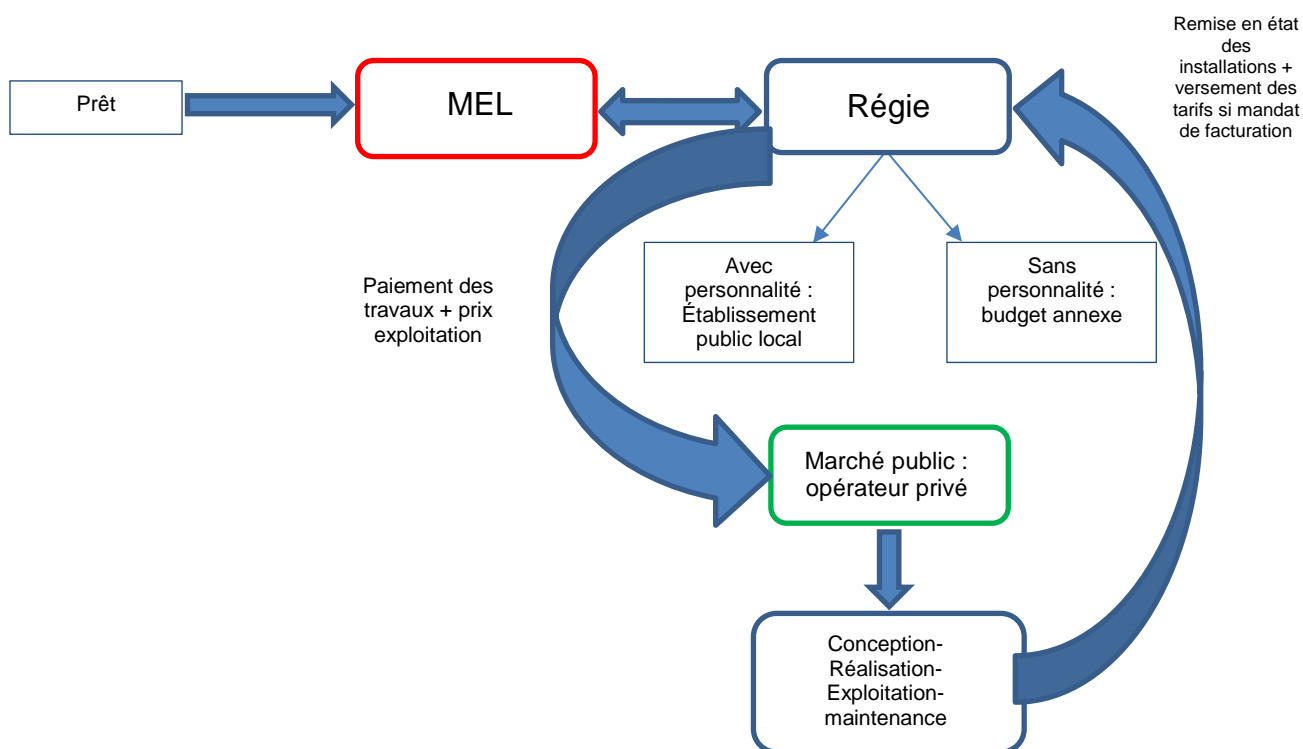 Remise en état
des
installations +
versement des
tarifs si mandat
de facturation
Prêt
MEL
Régie
Avec
personnalité :
Établissement
public local
Sans
personnalité :
budget annexe
Paiement des
travaux + prix
exploitation
Marché public :
opérateur privé
Conception-
Réalisation-
Exploitation-
maintenance